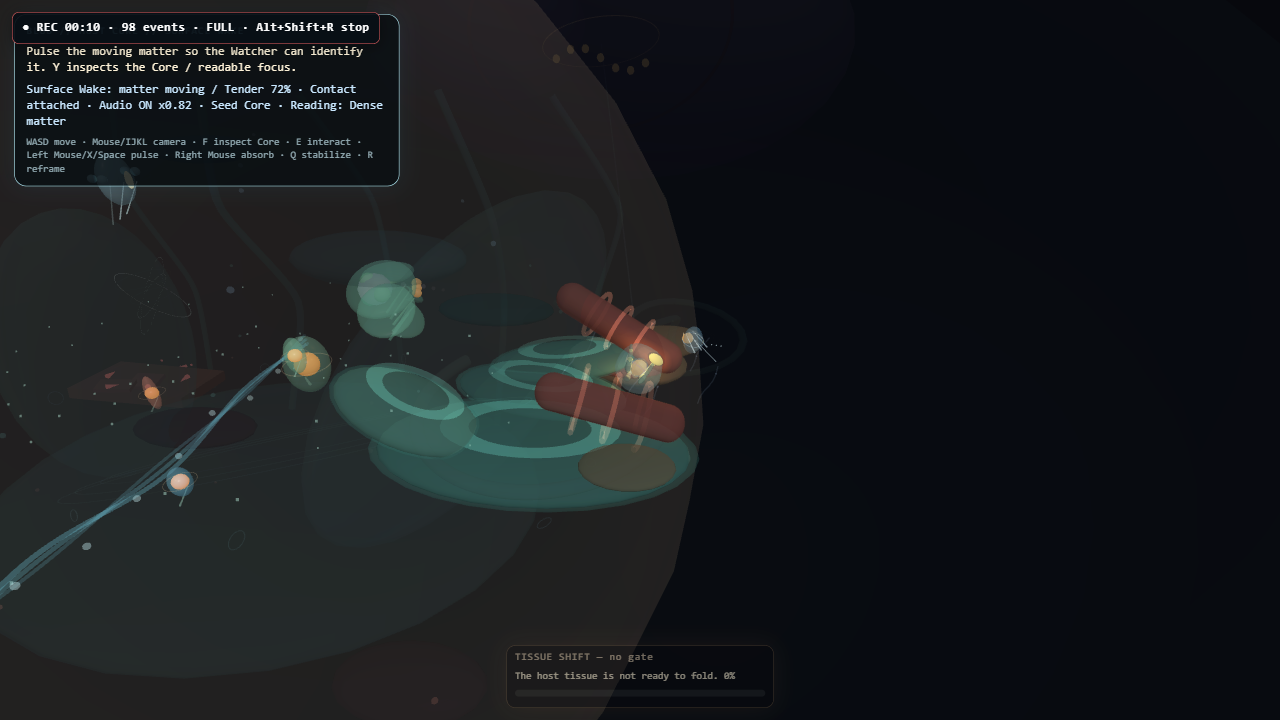 ● REC 00:10 · 98 events · FULL · Alt+Shift+R stop
Pulse the moving matter so the Watcher can identify
it. Y inspects the Core / readable focus.
Surface Wake: matter moving / Tender 72% · Contact
attached · Audio ON x0.82 · Seed Core · Reading: Dense
matter
WASD move · Mouse/IJKL camera · F inspect Core · E interact ·
Left Mouse/X/Space pulse · Right Mouse absorb · Q stabilize · R
reframe
TISSUE SHIFT — no gate
The host tissue is not ready to fold. 0%